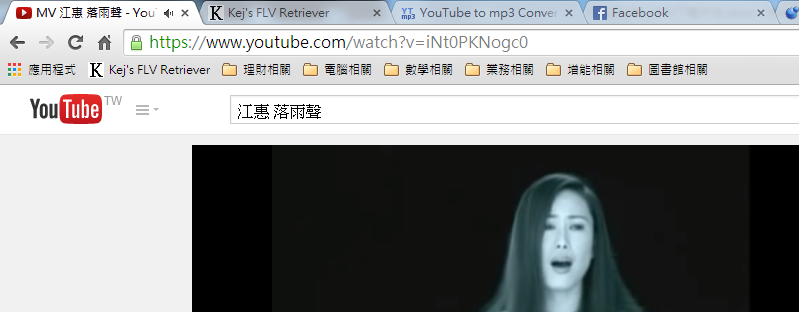 MV 江惠 落雨聲 - You
Kej's FLV Retriever
YouTube to mp3 Conver
Facebook
https://www.youtube.com/watch?v=iNt0PKNogc0
應用程式 Kej's FLV Retriever 理財相關 電腦相關 數學相關 業務相關 增能相關 圖書館相關
YouTube TW
江惠 落雨聲